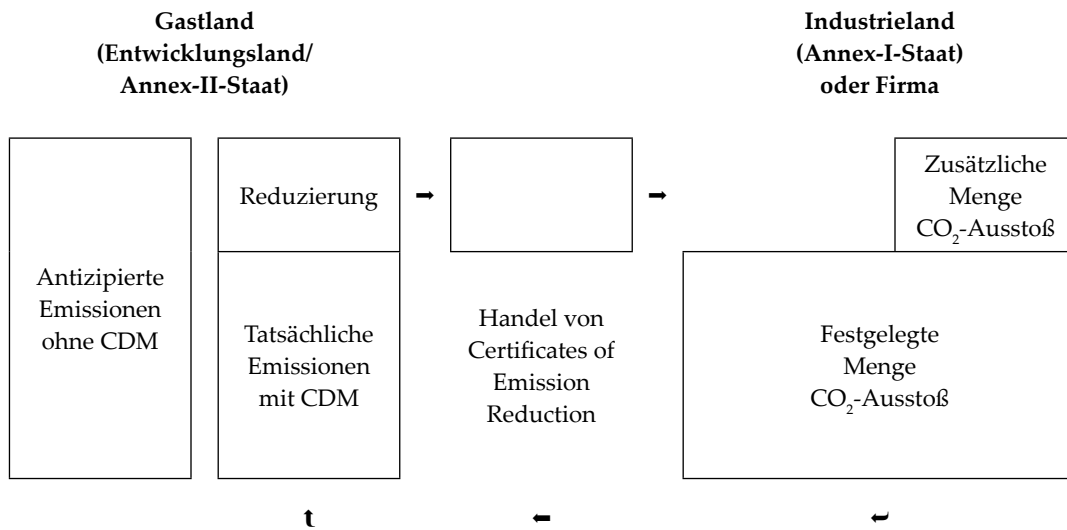 Gastland
(Entwicklungsland/
Annex-II-Staat)
Industrieland
(Annex-I-Staat)
oder Firma
Antizipierte
Emissionen
ohne CDM
Reduzierung
Tatsächliche
Emissionen
mit CDM
Handel von
Certificates of
Emission
Reduction
Zusätzliche
Menge
CO₂-Ausstoß
Festgelegte
Menge
CO₂-Ausstoß